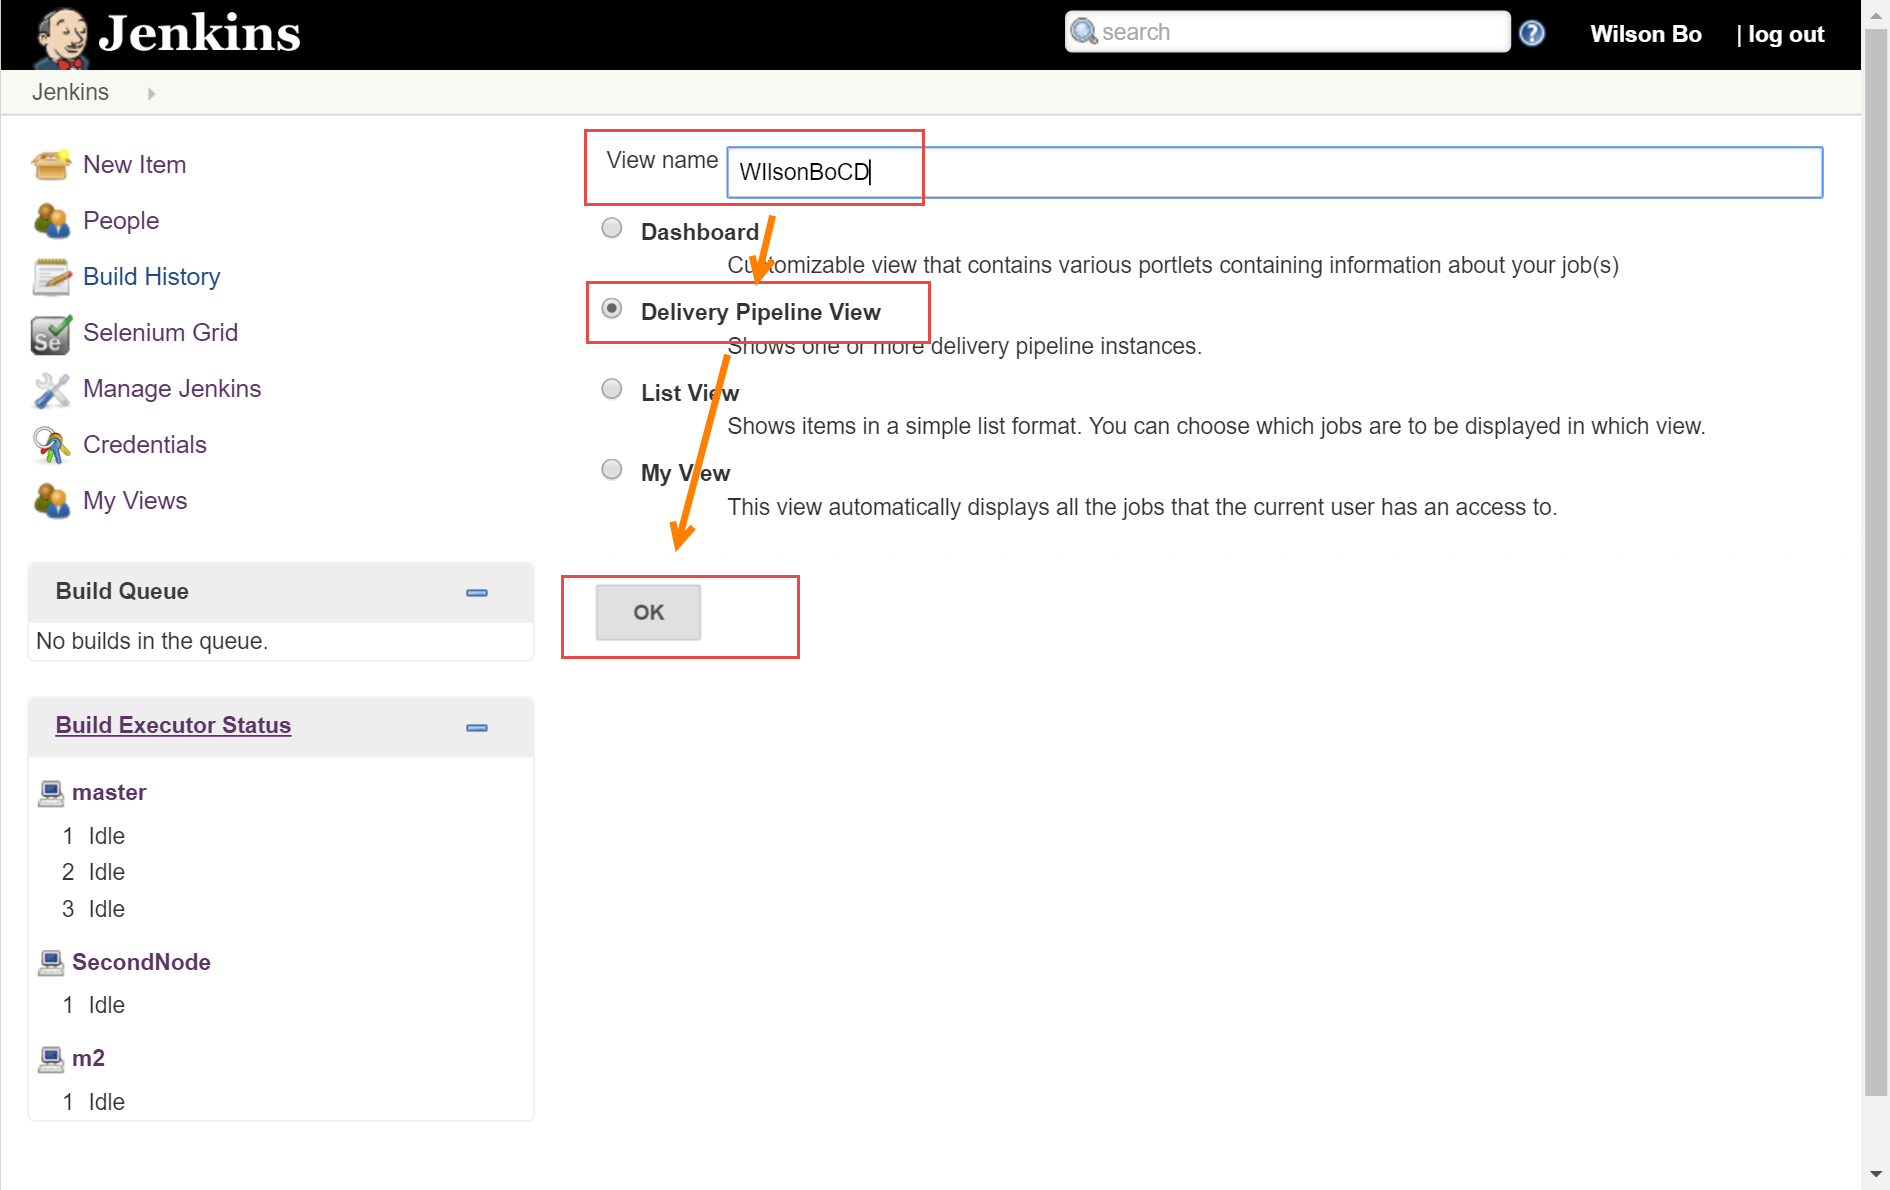 Jenkins
search
?
Wilson Bo
| log out
Jenkins
New Item
People
Build History
Se
Selenium Grid
Manage Jenkins
Credentials
My Views
Build Queue
No builds in the queue.
Build Executor Status
master
1 Idle
2 Idle
3 Idle
SecondNode
1 Idle
m2
1 Idle
View name
WIlsonBoCD
Dashboard
Customizable view that contains various portlets containing information about your job(s)
Delivery Pipeline View
Shows one or more delivery pipeline instances.
List View
Shows items in a simple list format. You can choose which jobs are to be displayed in which view.
My View
This view automatically displays all the jobs that the current user has an access to.
OK